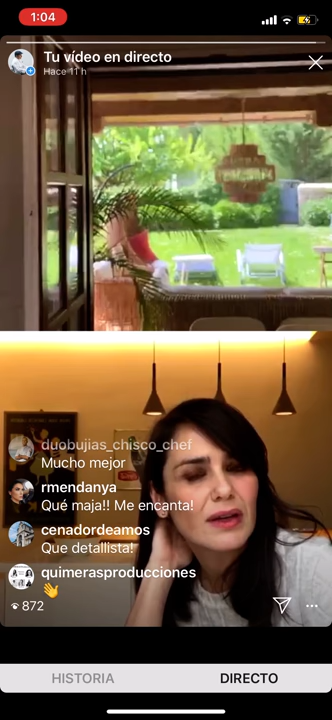 1:04
Tu vídeo en directo
Hace 11 h
duobujias_chisco_chef
Mucho mejor
rmendanya
Qué maja!! Me encanta!
cenadordeamos
Que detallista!
quimerasproducciones
👋
872
HISTORIA
DIRECTO